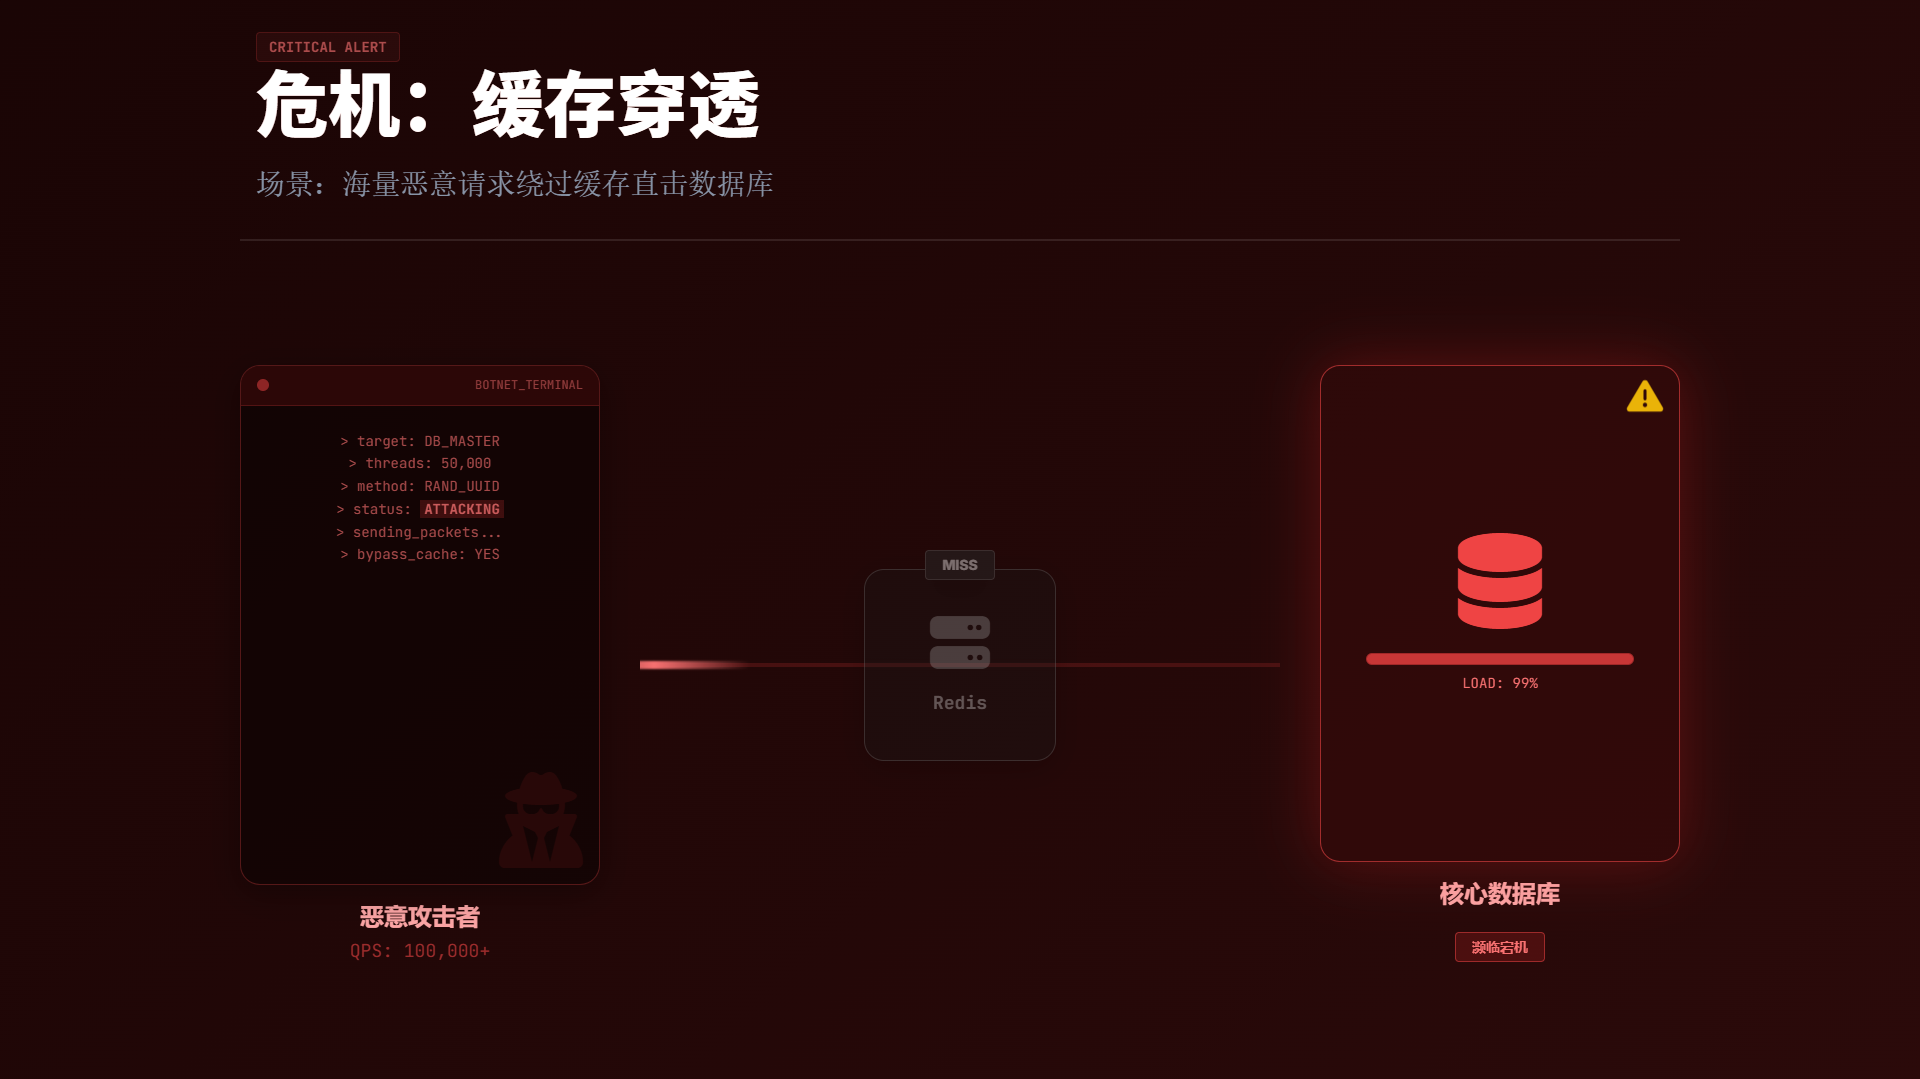 CRITICAL ALERT
危机：缓存穿透
场景：海量恶意请求绕过缓存直击数据库
BOTNET_TERMINAL
> target: DB_MASTER
> threads: 50,000
> method: RAND_UUID
> status: ATTACKING
> sending_packets...
> bypass_cache: YES
恶意攻击者
QPS: 100,000+
MISS
Redis
LOAD: 99%
核心数据库
濒临宕机